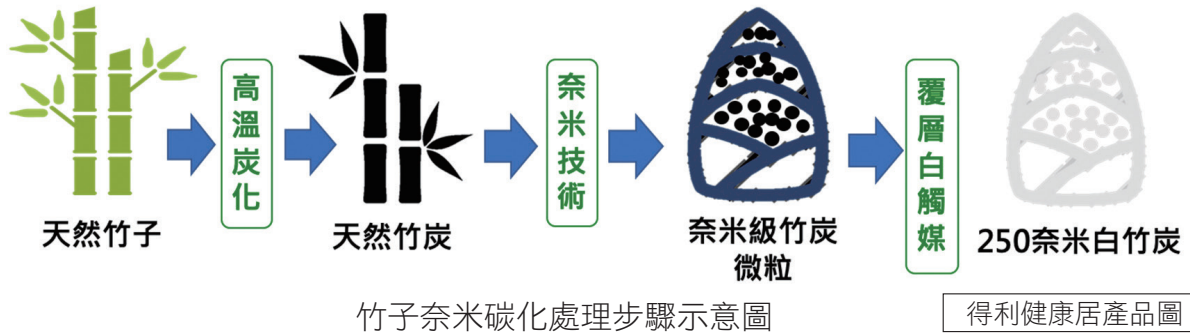 高溫炭化
奈米技術
覆層白觸媒
天然竹子
天然竹炭
奈米級竹炭
微粒
250奈米白竹炭
竹子奈米碳化處理步驟示意圖
得利健康居產品圖